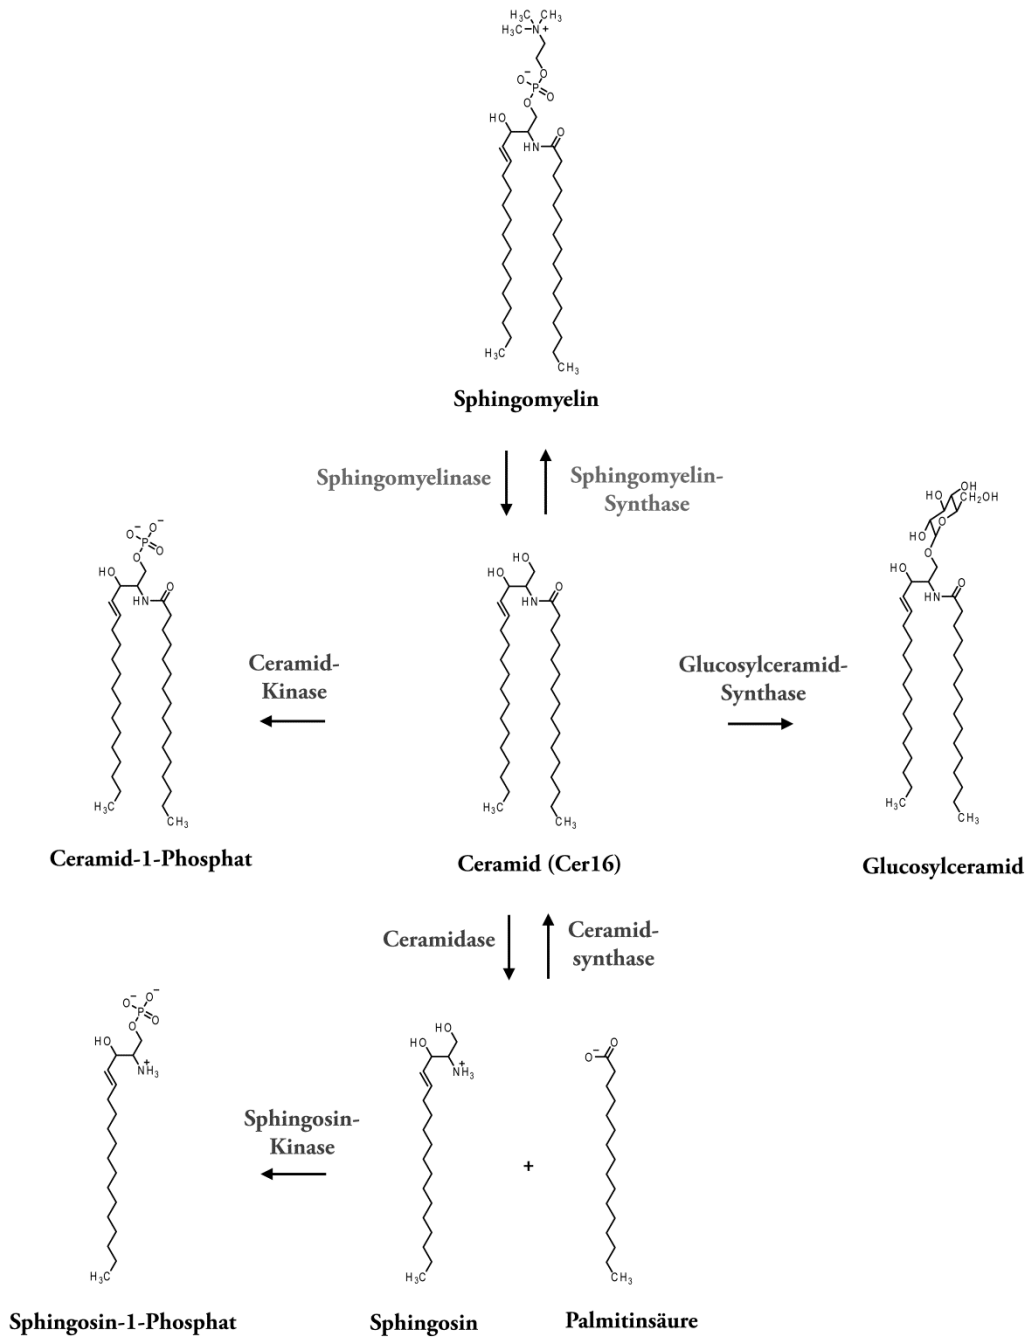 H₃C CH₃
H₃C N +
O
O⁻ P O
O
HO
HN O
H₃C
CH₃
Sphingomyelin
Sphingomyelinase
Sphingomyelin-
Synthase
O⁻ O⁻
P
O O
HO
HN O
H₃C
CH₃
Ceramid-1-Phosphat
Ceramid-
Kinase
HO
HO
HN O
H₃C
CH₃
Ceramid (Cer16)
Glucosylceramid-
Synthase
OH
HO CH₂OH
O
HO
O
HO
HN O
H₃C
CH₃
Glucosylceramid
Ceramidase
Ceramid-
synthase
O⁻ O⁻
P
O O
HO
+
NH₃
H₃C
Sphingosin-1-Phosphat
Sphingosin-
Kinase
HO
HO
+
NH₃
H₃C
Sphingosin
+
O⁻ O
CH₃
Palmitinsäure